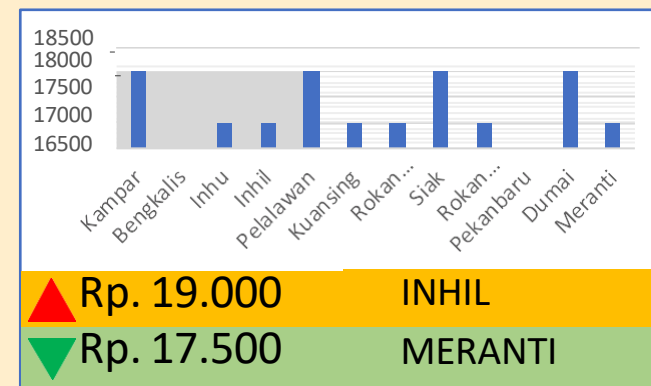 18500
18000
17500
17000
16500
Kampar
Bengkalis
Inhu
Inhil
Pelalawan
Kuansing
Rokan...
Siak
Rokan...
Pekanbaru
Dumai
Meranti
Rp. 19.000 INHIL
Rp. 17.500 MERANTI